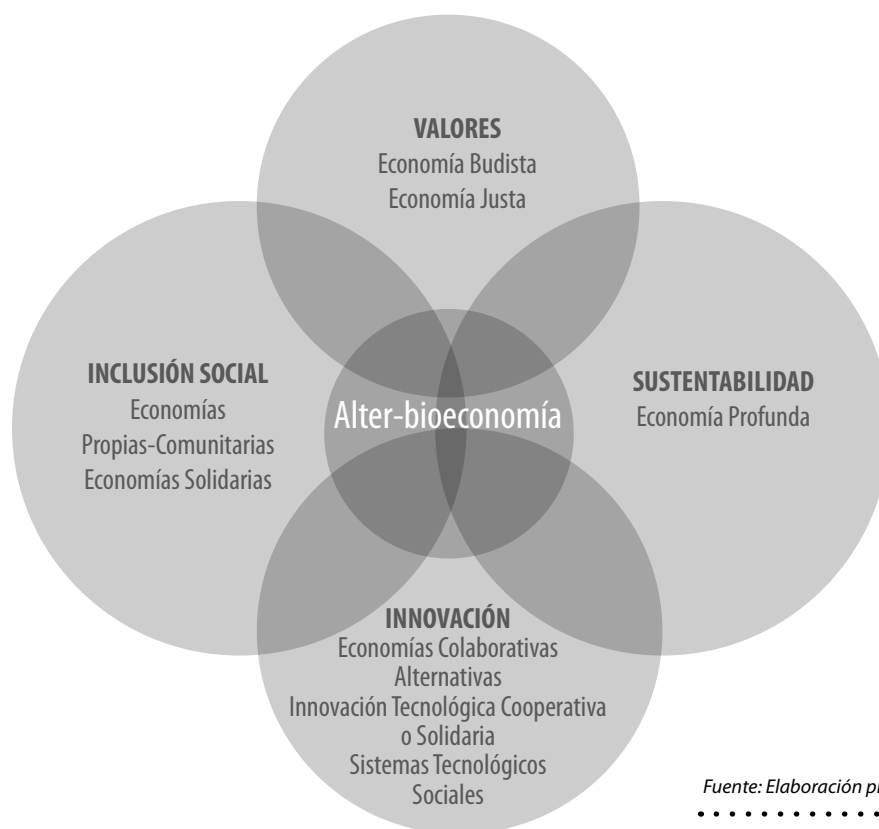 VALORES
Economía Budista
Economía Justa
INCLUSIÓN SOCIAL
Economías
Propias-Comunitarias
Economías Solidarias
Alter-bioeconomía
SUSTENTABILIDAD
Economía Profunda
INNOVACIÓN
Economías Colaborativas
Alternativas
Innovación Tecnológica Cooperativa
o Solidaria
Sistemas Tecnológicos
Sociales
Fuente: Elaboración